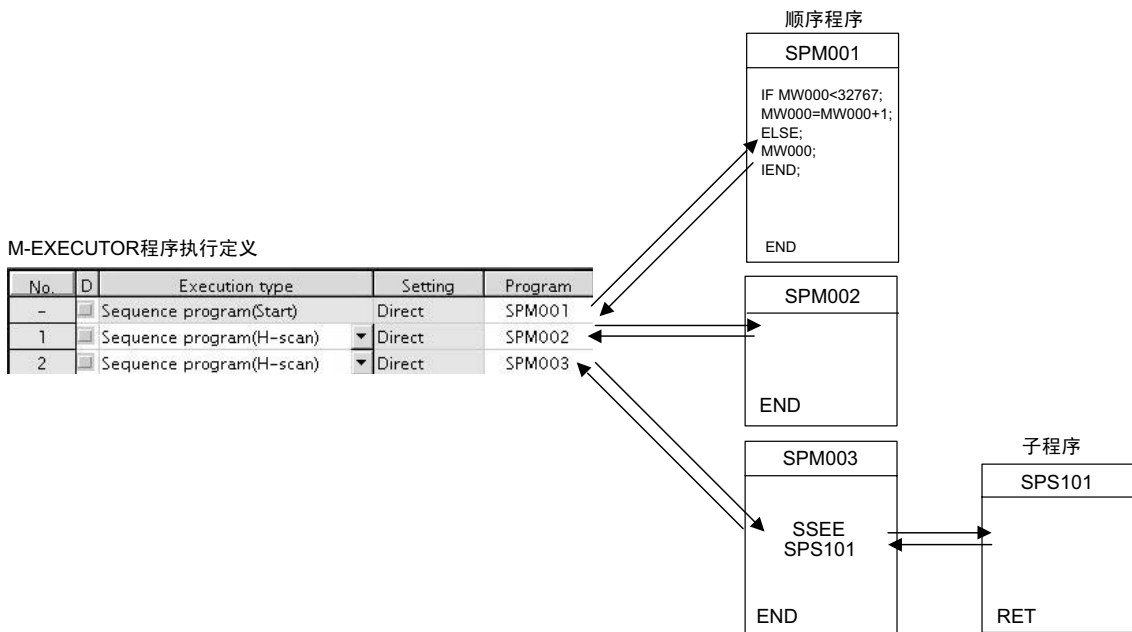 顺序程序
SPM001
IF MW000<32767;
MW000=MW000+1;
ELSE;
MW000;
IEND;
END
M-EXECUTOR程序执行定义
No. D Execution type Setting Program
- Sequence program(Start) Direct SPM001
1 Sequence program(H-scan) Direct SPM002
2 Sequence program(H-scan) Direct SPM003
SPM002
END
SPM003
SSEE
SPS101
END
子程序
SPS101
RET